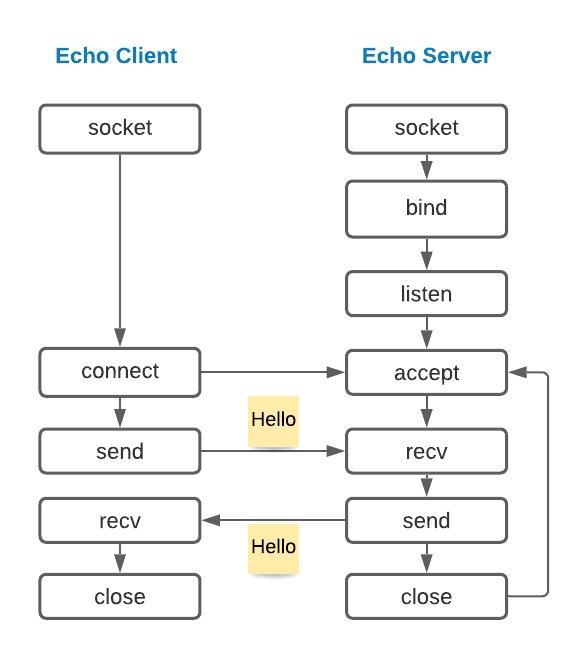 Echo Client
Echo Server
socket
socket
bind
listen
connect
accept
Hello
send
recv
recv
send
Hello
close
close